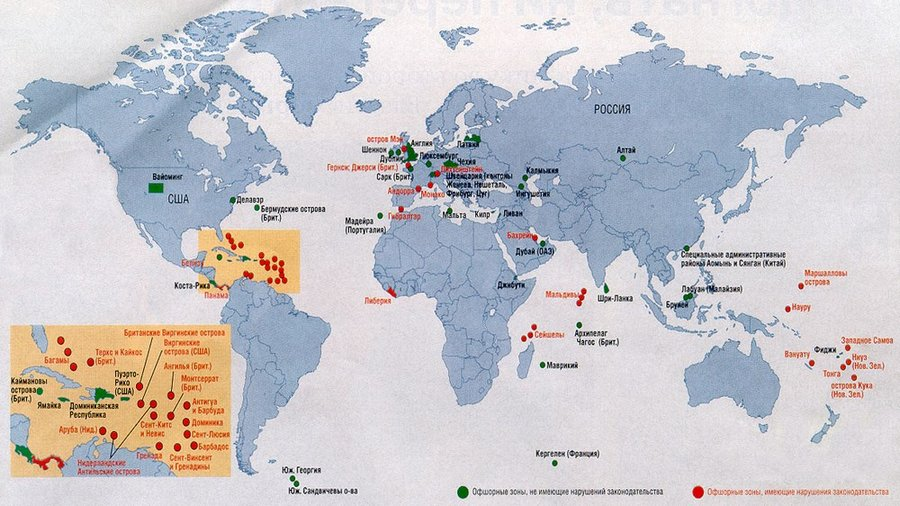 РОССИЯ
США
Вайоминг
Делавэр
Бермудские острова
(Брит.)
остров Мэн
Англия
Шеннон
Дублин
Латвия
Люксембург
Чехия
Гернси; Джерси (Брит.)
Сарк (Брит.)
Лихтенштейн
Швейцария (кантоны
Женева, Нешаталь,
Фрибург, Цуг)
Андорра
Монако
Гибралтар
Мадейра
(Португалия)
Мальта
Кипр
Ливан
Калмыкия
Ингушетия
Алтай
Бахрейн
Дубай (ОАЭ)
Специальные административные
районы Аомынь и Сянган (Китай)
Белиз
Коста-Рика
Панама
Либерия
Джибути
Мальдивы
Шри-Ланка
Лабуан (Малайзия)
Бруней
Маршалловы
острова
Науру
Сейшелы
Архипелаг
Чагос (Брит.)
Маврикий
Западное Самоа
Вануату
Фиджи
Ниуэ
(Нов. Зел.)
Тонга
острова Кука
(Нов. Зел.)
Британские Виргинские острова
Виргинские
острова (США)
Багамы
Теркс и Кайкос
(Брит.)
Ангилья (Брит.)
Монтсеррат
(Брит.)
Каймановы
острова
(Брит.)
Пуэрто-
Рико
(США)
Ямайка
Доминиканская
Республика
Антигуа
и Барбуда
Доминика
Сент-Китс
и Невис
Сент-Люсия
Аруба (Нид.)
Барбадос
Гренада
Сент-Винсент
и Гренадины
Нидерландские
Антильские острова
Кергелен (Франция)
Юж. Георгия
Юж. Сандвичевы о-ва
Офшорные зоны, не имеющие нарушений законодательства
Офшорные зоны, имеющие нарушения законодательства